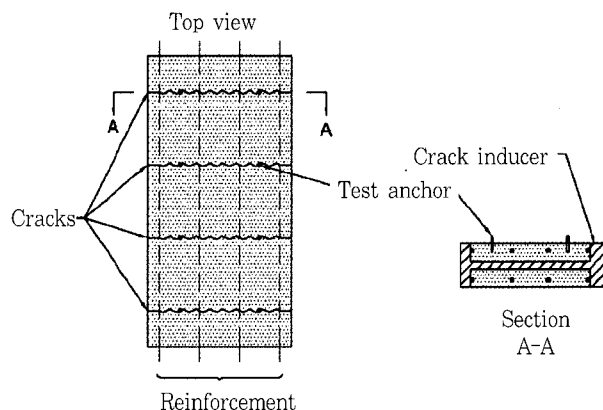 Top view
A
A
Crack inducer
Test anchor
Cracks
Section
A-A
Reinforcement